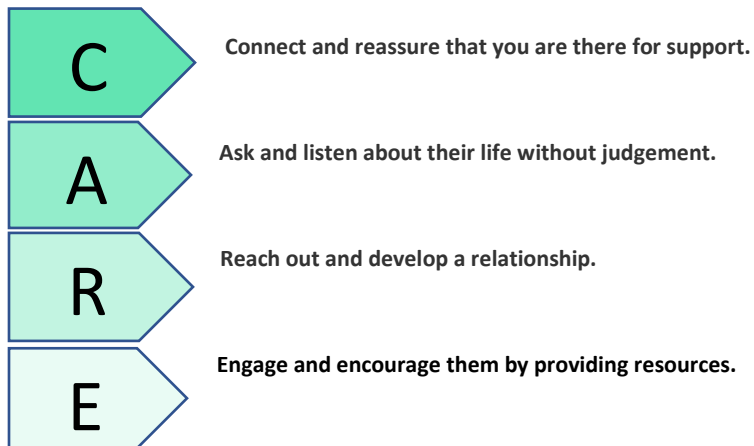 C
Connect and reassure that you are there for support.
A
Ask and listen about their life without judgement.
R
Reach out and develop a relationship.
E
Engage and encourage them by providing resources.